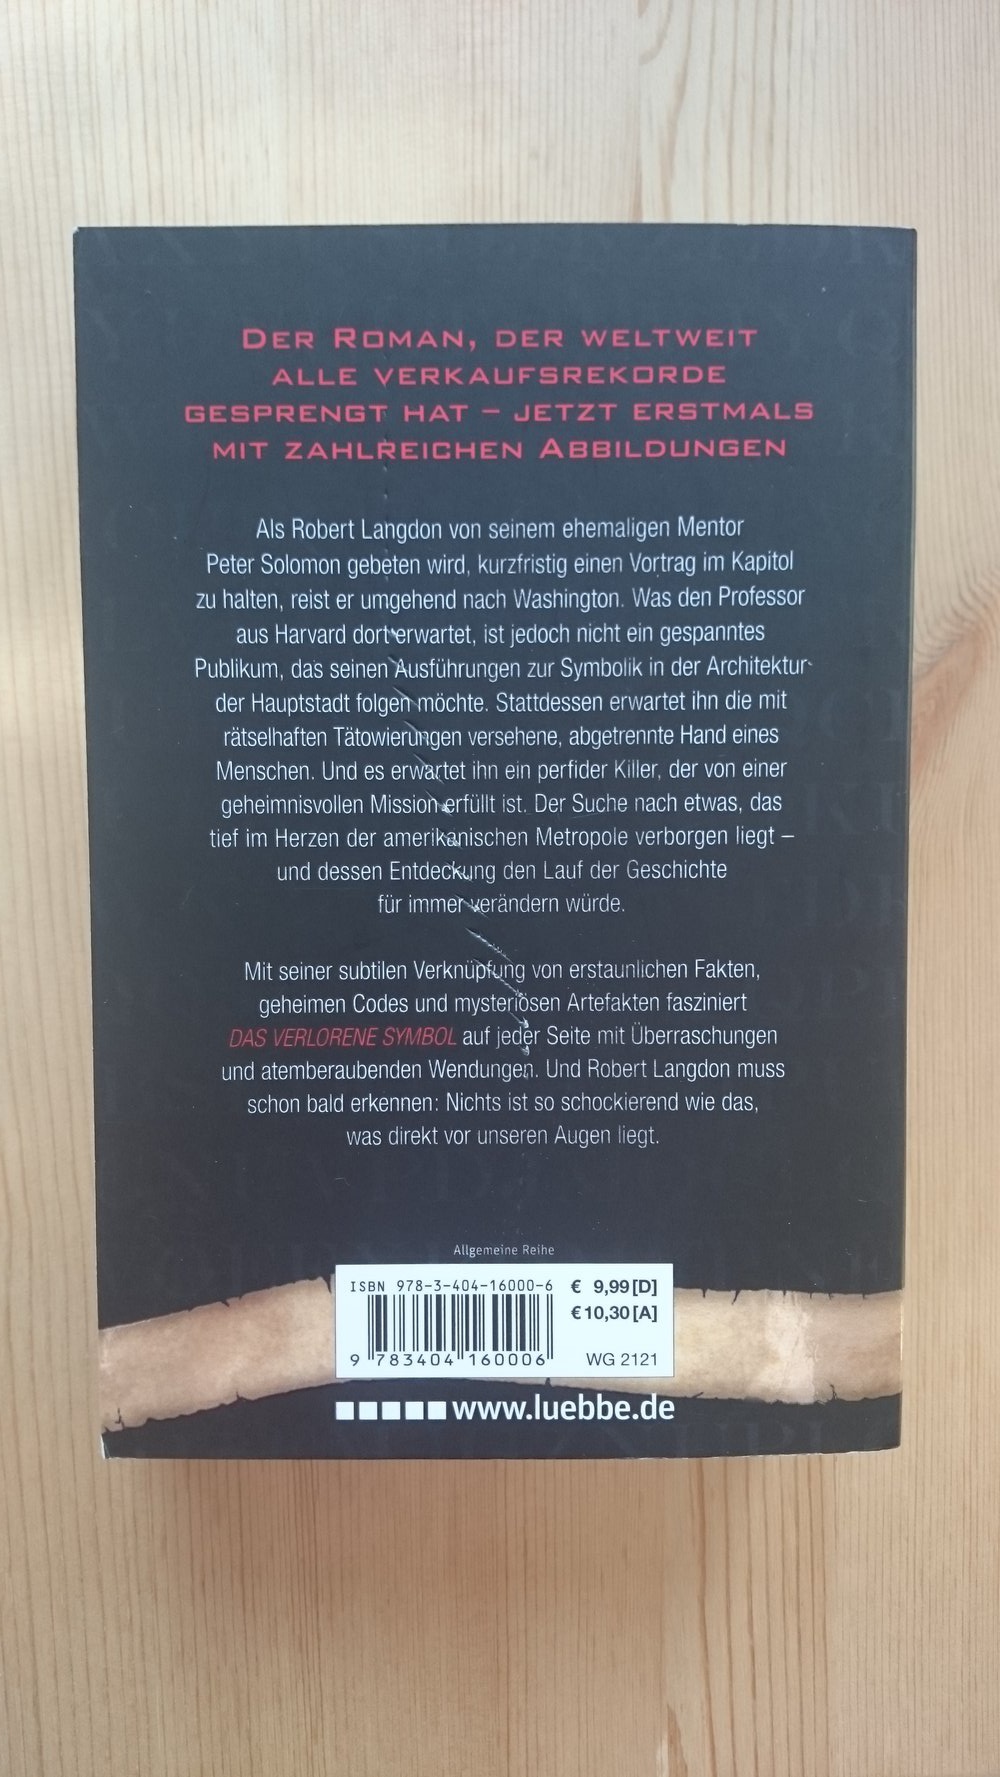 DER ROMAN, DER WELTWEIT
ALLE VERKAUFSREKORDE
GESPRENGT HAT – JETZT ERSTMALS
MIT ZAHLREICHEN ABBILDUNGEN
Als Robert Langdon von seinem ehemaligen Mentor
Peter Solomon gebeten wird, kurzfristig einen Vortrag im Kapitol
zu halten, reist er umgehend nach Washington. Was den Professor
aus Harvard dort erwartet, ist jedoch nicht ein gespanntes
Publikum, das seinen Ausführungen zur Symbolik in der Architektur
der Hauptstadt folgen möchte. Stattdessen erwartet ihn die mit
rätselhaften Tätowierungen versehene, abgetrennte Hand eines
Menschen. Und es erwartet ihn ein perfider Killer, der von einer
geheimnisvollen Mission erfüllt ist. Der Suche nach etwas, das
tief im Herzen der amerikanischen Metropole verborgen liegt –
und dessen Entdeckung den Lauf der Geschichte
für immer verändern würde.
Mit seiner subtilen Verknüpfung von erstaunlichen Fakten,
geheimen Codes und mysteriösen Artefakten fasziniert
DAS VERLORENE SYMBOL auf jeder Seite mit Überraschungen
und atemberaubenden Wendungen. Und Robert Langdon muss
schon bald erkennen: Nichts ist so schockierend wie das,
was direkt vor unseren Augen liegt.
Allgemeine Reihe
ISBN 978-3-404-16000-6 € 9,99 [D]
€ 10,30 [A]
9 783404 160006 WG 2121
www.luebbe.de